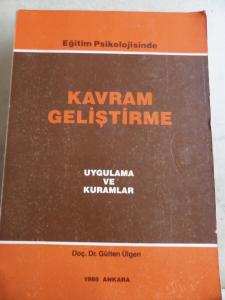 Eğitim Psikolojisinde
KAVRAM
GELİŞTİRME
UYGULAMA
VE
KURAMLAR
Doç. Dr. Gülten Ülgen
ANKARA